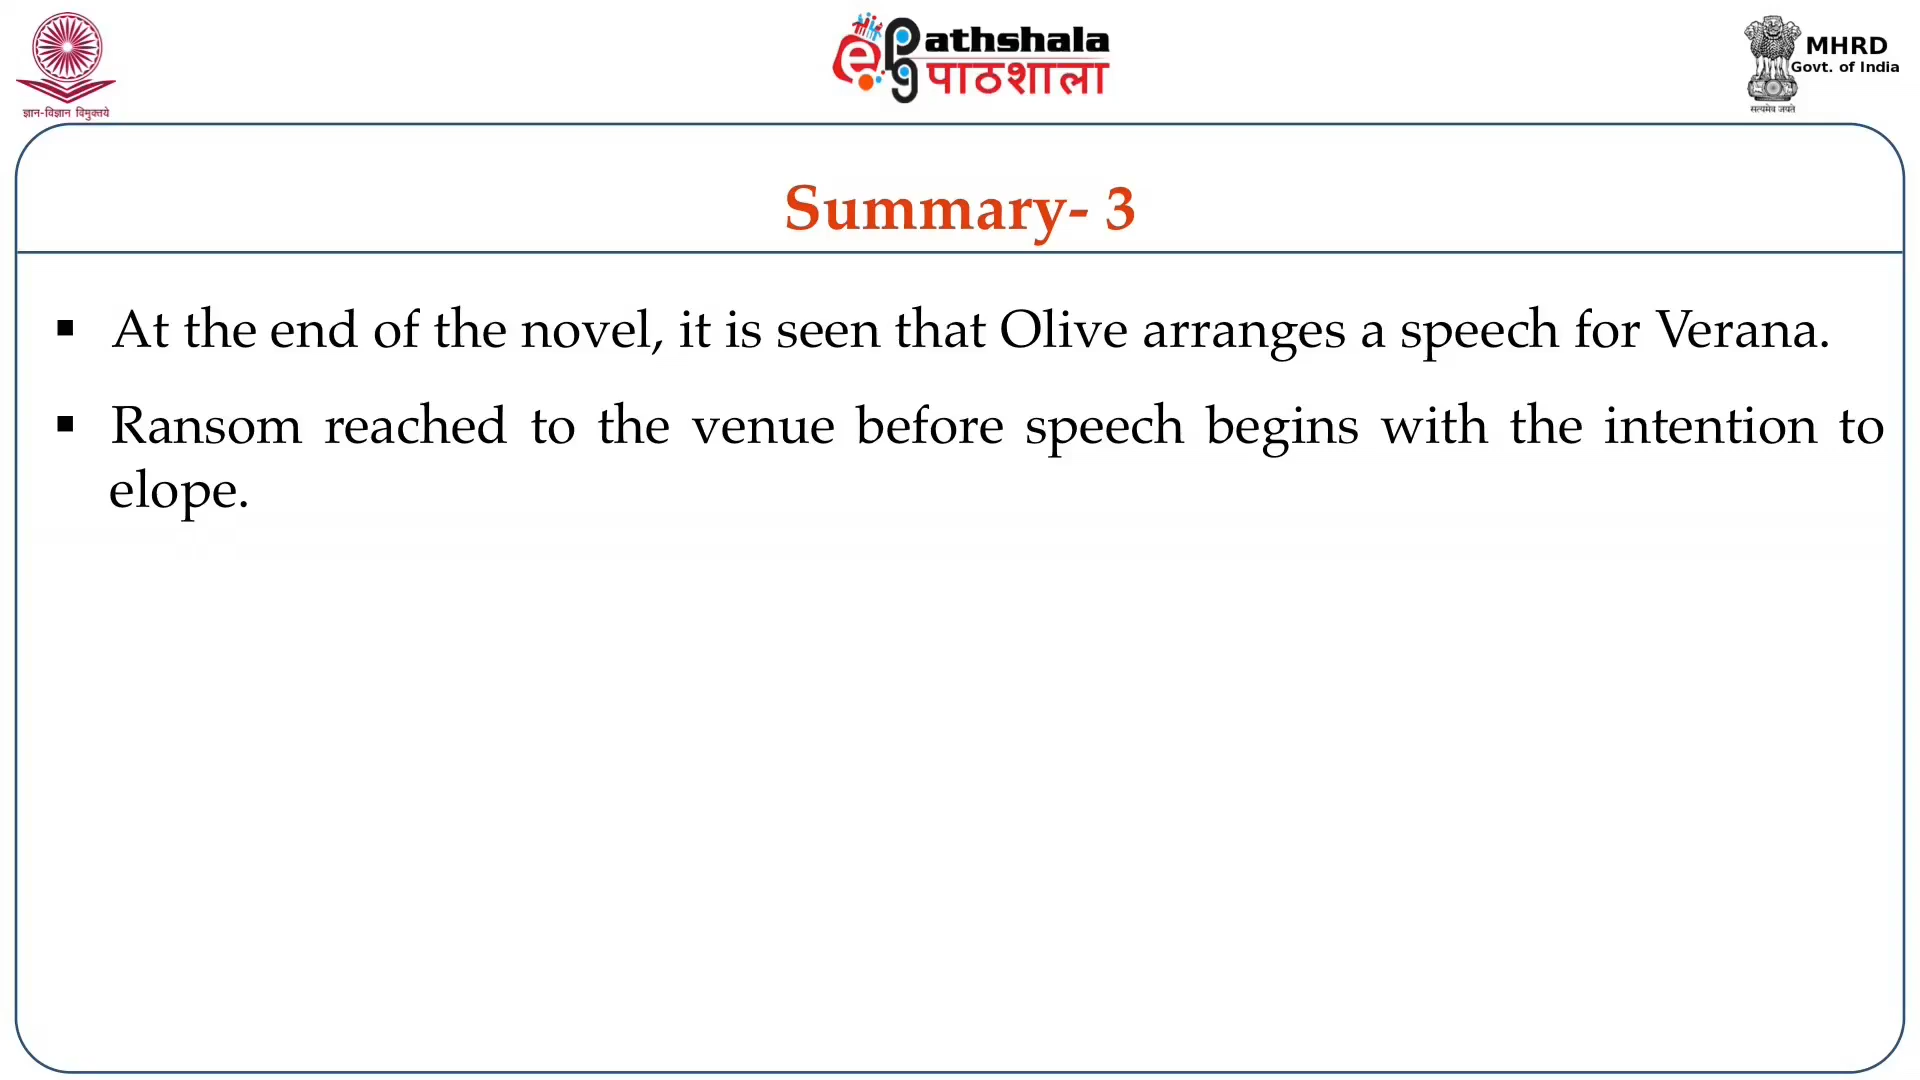 ज्ञान-विज्ञान विमुक्तये
e Pathshala
पाठशाला
MHRD
Govt. of India
सत्यमेव जयते
Summary- 3
▪ At the end of the novel, it is seen that Olive arranges a speech for Verana.
▪ Ransom reached to the venue before speech begins with the intention to
elope.